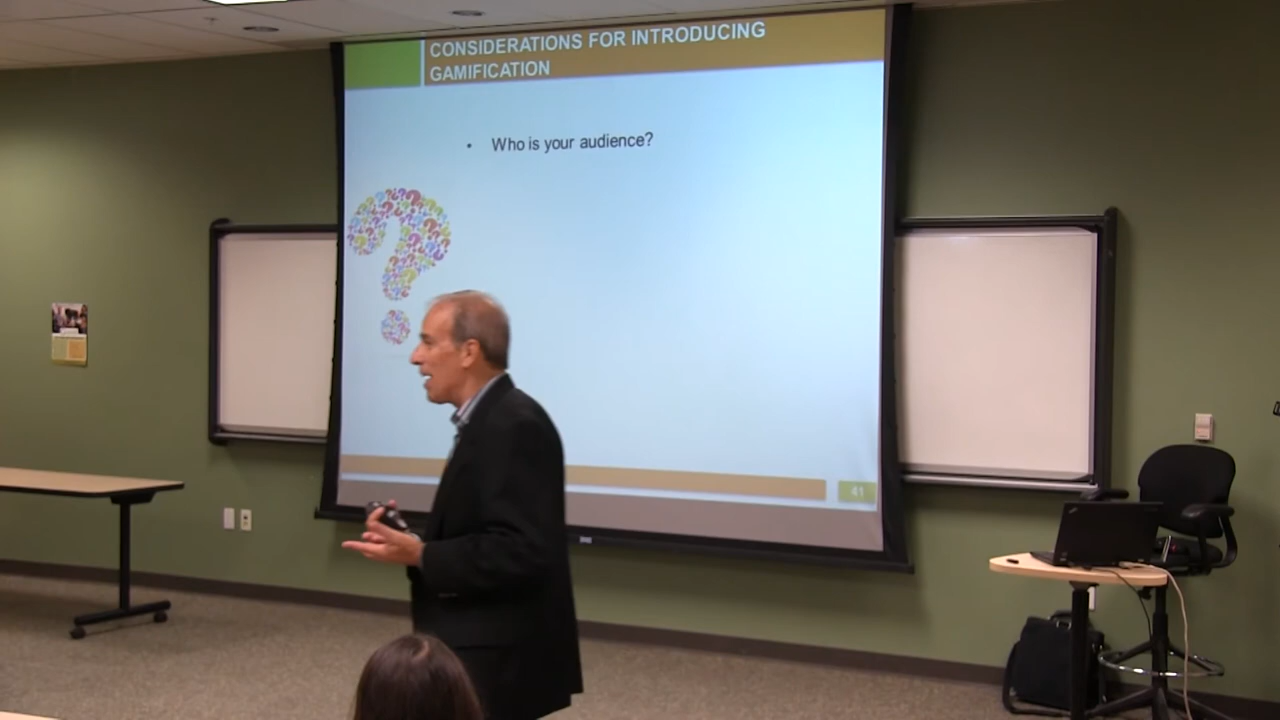 CONSIDERATIONS FOR INTRODUCING
GAMIFICATION
• Who is your audience?
41